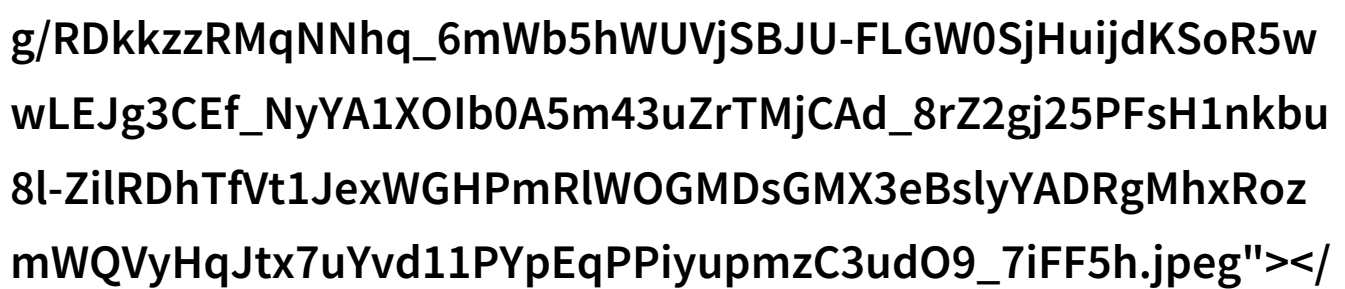 g/RDkkzzRMqNNhq_6mWb5hWUVjSBJU-FLGW0SjHuijdKSoR5w
wLEJg3CEf_NyYA1XOIb0A5m43uZrTMjCAd_8rZ2gj25PFsH1nkbu
8l-ZilRDhTfVt1JexWGHPmRlWOGMDsGMX3eBslyYADRgMhxRoz
mWQVyHqJtx7uYvd11PYpEqPPiyupmzC3udO9_7iFF5h.jpeg"></